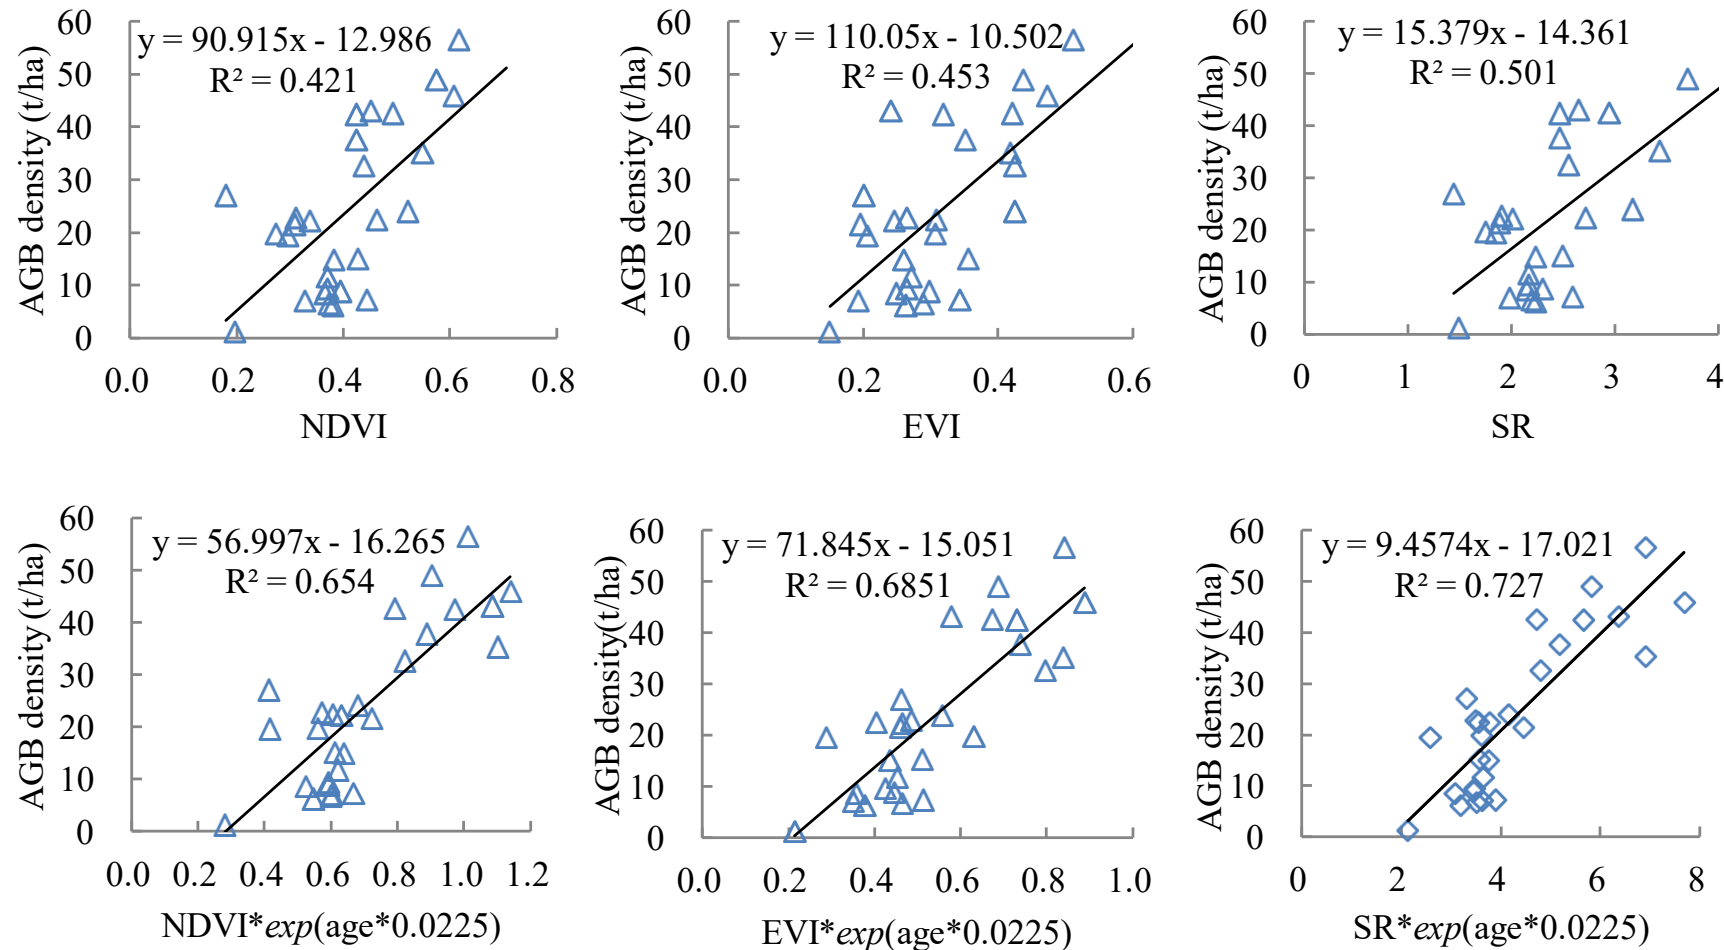 AGB density (t/ha)
60
50
40
30
20
10
0
y = 90.915x - 12.986
R² = 0.421
0.0 0.2 0.4 0.6 0.8
NDVI
AGB density (t/ha)
60
50
40
30
20
10
0
y = 110.05x - 10.502
R² = 0.453
0.0 0.2 0.4 0.6
EVI
AGB density (t/ha)
60
50
40
30
20
10
0
y = 15.379x - 14.361
R² = 0.501
0 1 2 3 4
SR
AGB density (t/ha)
60
50
40
30
20
10
0
y = 56.997x - 16.265
R² = 0.654
0.0 0.2 0.4 0.6 0.8 1.0 1.2
NDVI*exp(age*0.0225)
AGB density(t/ha)
60
50
40
30
20
10
0
y = 71.845x - 15.051
R² = 0.6851
0.0 0.2 0.4 0.6 0.8 1.0
EVI*exp(age*0.0225)
AGB density (t/ha)
60
50
40
30
20
10
0
y = 9.4574x - 17.021
R² = 0.727
0 2 4 6 8
SR*exp(age*0.0225)